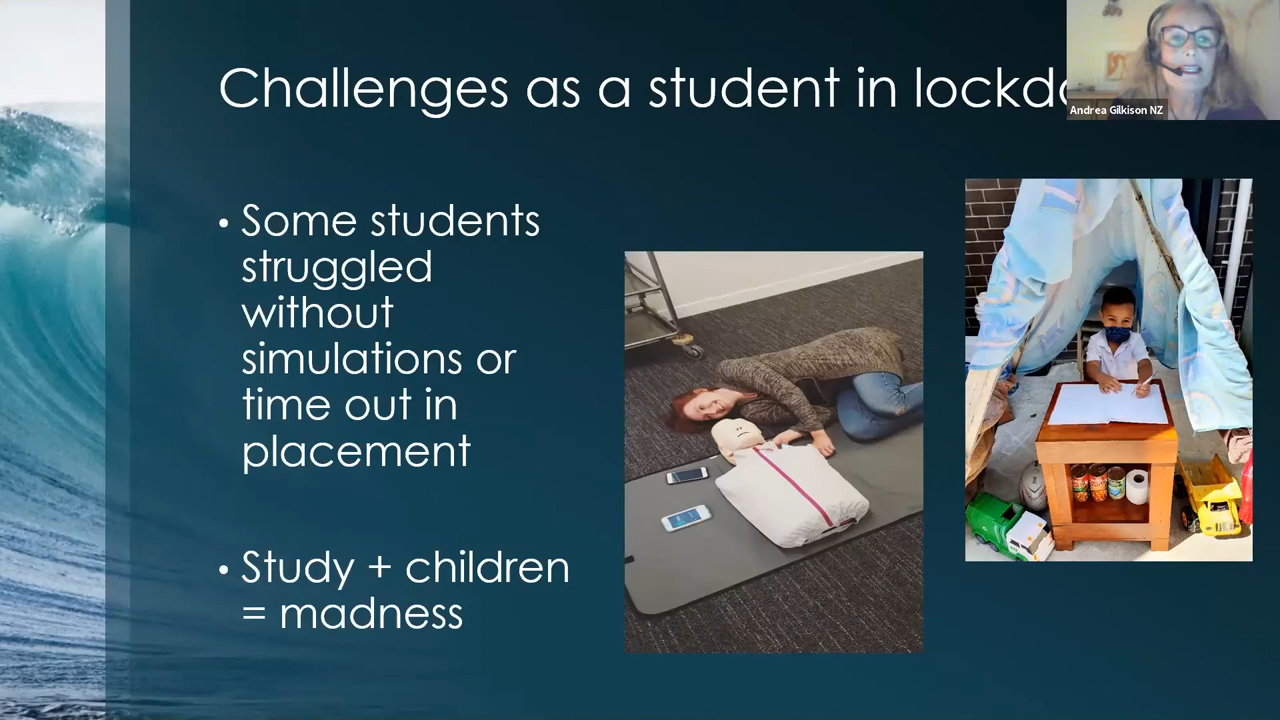 Challenges as a student in lockdo
Andrea Gilkison NZ
• Some students
struggled
without
simulations or
time out in
placement
• Study + children
= madness